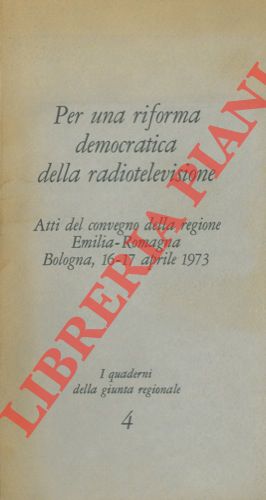 Per una riforma
democratica
della radiotelevisione
Atti del convegno della regione
Emilia-Romagna
Bologna, 16-17 aprile 1973
I quaderni
della giunta regionale
4
LIBRERIA PIANI